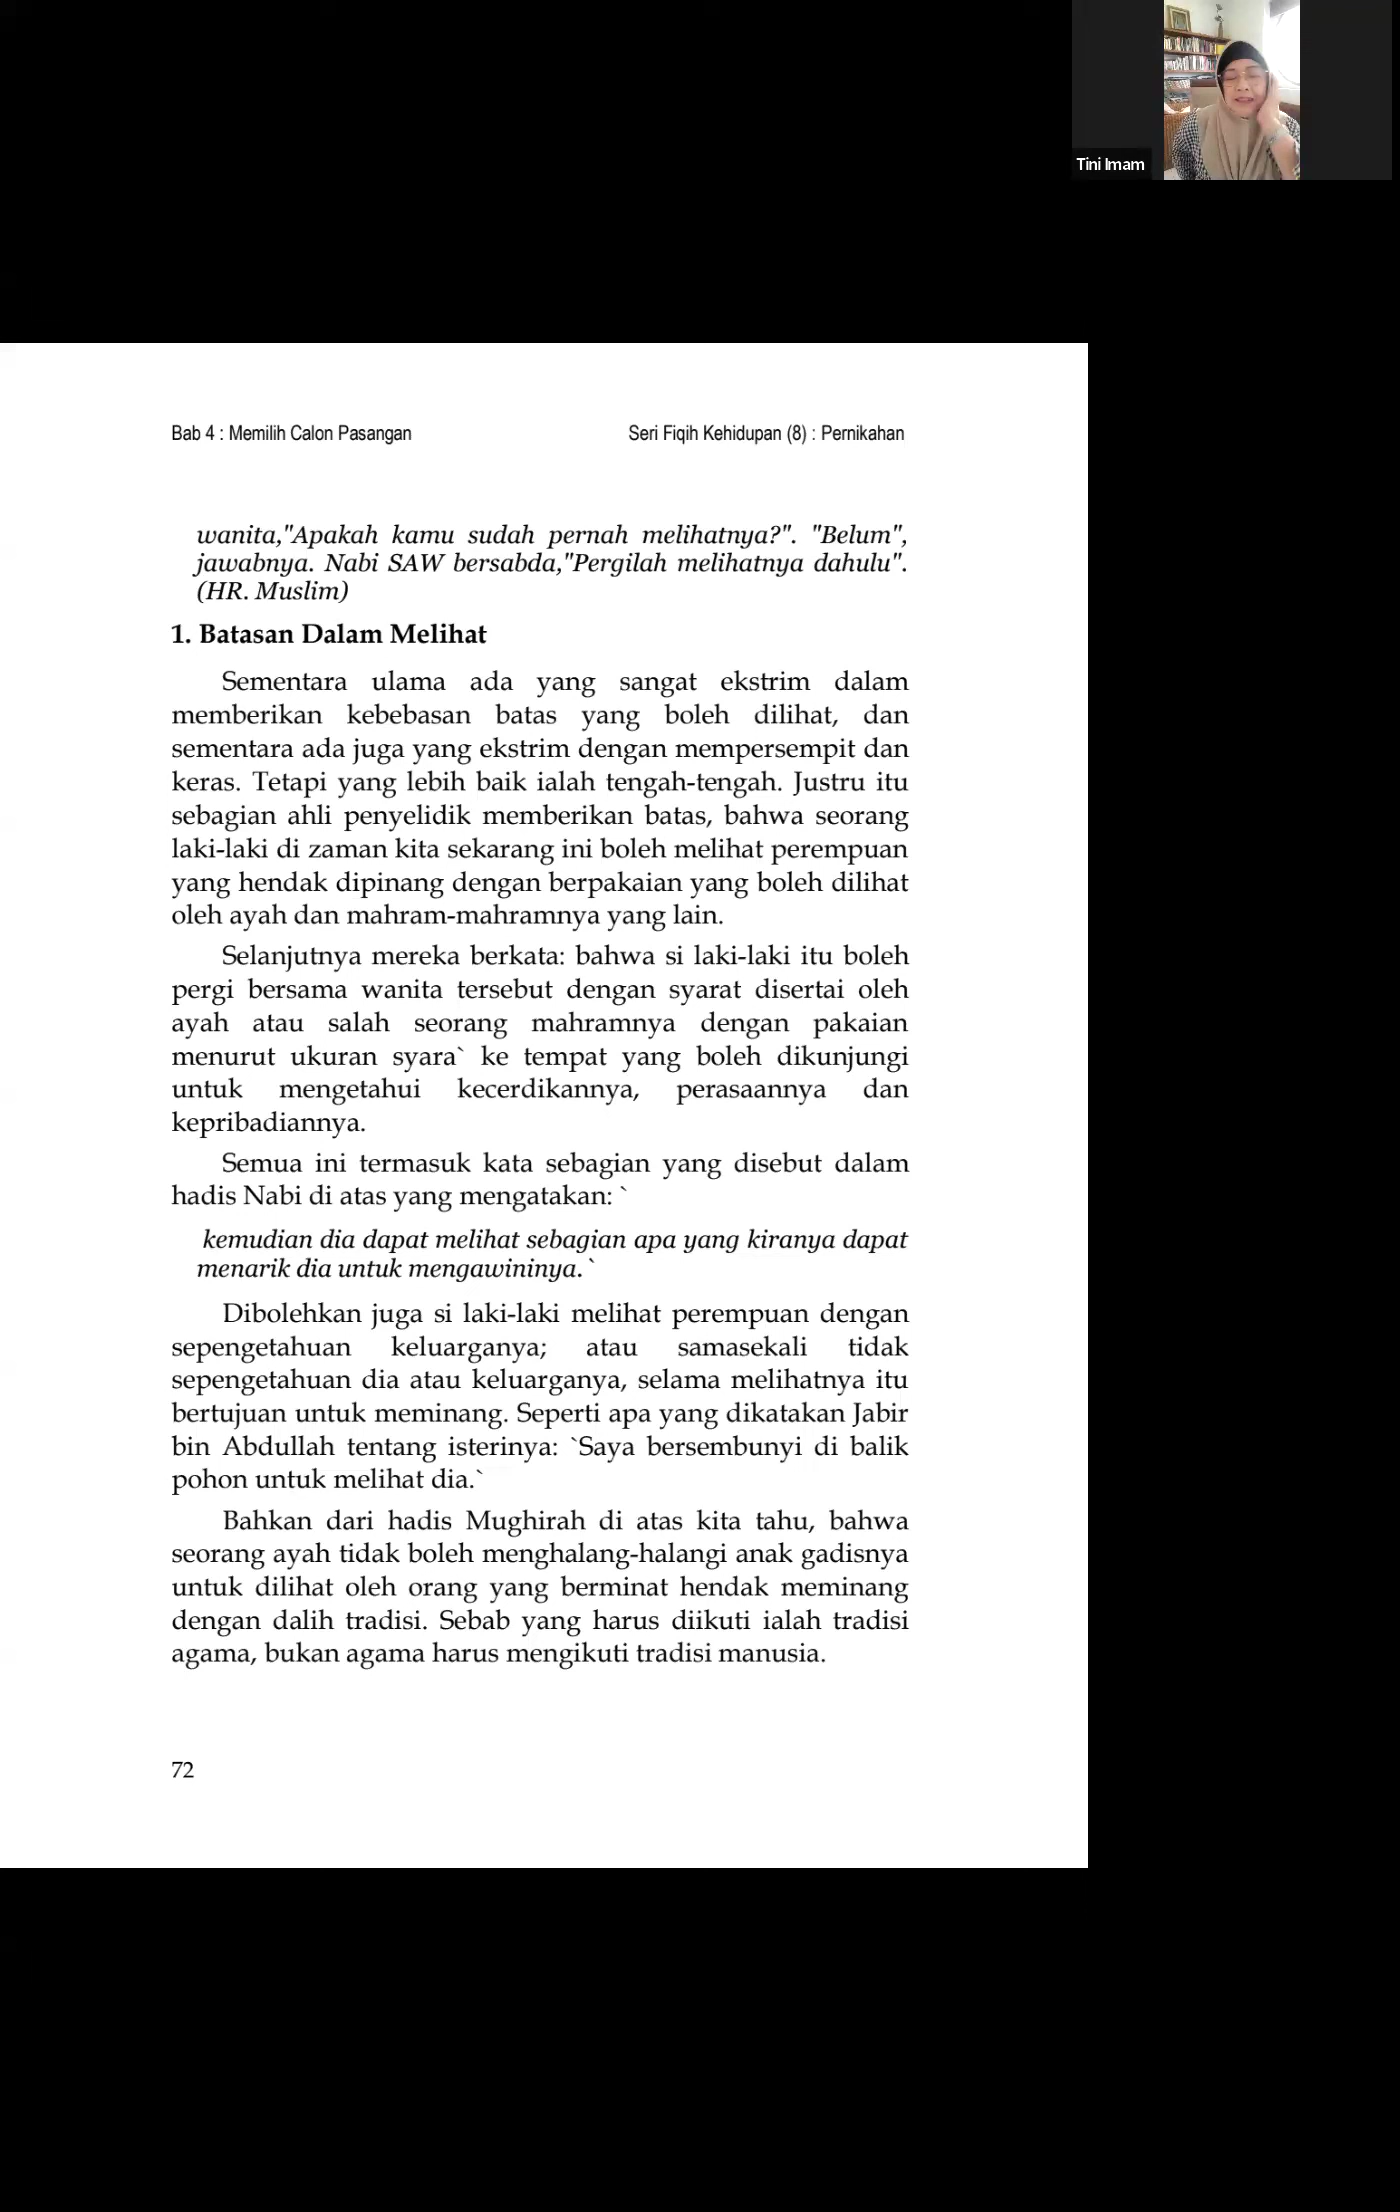 Tini Imam
Bab 4 : Memilih Calon Pasangan Seri Fiqih Kehidupan (8) : Pernikahan
wanita,"Apakah kamu sudah pernah melihatnya?". "Belum",
jawabnya. Nabi SAW bersabda,"Pergilah melihatnya dahulu".
(HR. Muslim)
1. Batasan Dalam Melihat
Sementara ulama ada yang sangat ekstrim dalam
memberikan kebebasan batas yang boleh dilihat, dan
sementara ada juga yang ekstrim dengan mempersempit dan
keras. Tetapi yang lebih baik ialah tengah-tengah. Justru itu
sebagian ahli penyelidik memberikan batas, bahwa seorang
laki-laki di zaman kita sekarang ini boleh melihat perempuan
yang hendak dipinang dengan berpakaian yang boleh dilihat
oleh ayah dan mahram-mahramnya yang lain.
Selanjutnya mereka berkata: bahwa si laki-laki itu boleh
pergi bersama wanita tersebut dengan syarat disertai oleh
ayah atau salah seorang mahramnya dengan pakaian
menurut ukuran syara` ke tempat yang boleh dikunjungi
untuk mengetahui kecerdikannya, perasaannya dan
kepribadiannya.
Semua ini termasuk kata sebagian yang disebut dalam
hadis Nabi di atas yang mengatakan: `
kemudian dia dapat melihat sebagian apa yang kiranya dapat
menarik dia untuk mengawininya.`
Dibolehkan juga si laki-laki melihat perempuan dengan
sepengetahuan keluarganya; atau samasekali tidak
sepengetahuan dia atau keluarganya, selama melihatnya itu
bertujuan untuk meminang. Seperti apa yang dikatakan Jabir
bin Abdullah tentang isterinya: `Saya bersembunyi di balik
pohon untuk melihat dia.`
Bahkan dari hadis Mughirah di atas kita tahu, bahwa
seorang ayah tidak boleh menghalang-halangi anak gadisnya
untuk dilihat oleh orang yang berminat hendak meminang
dengan dalih tradisi. Sebab yang harus diikuti ialah tradisi
agama, bukan agama harus mengikuti tradisi manusia.
72